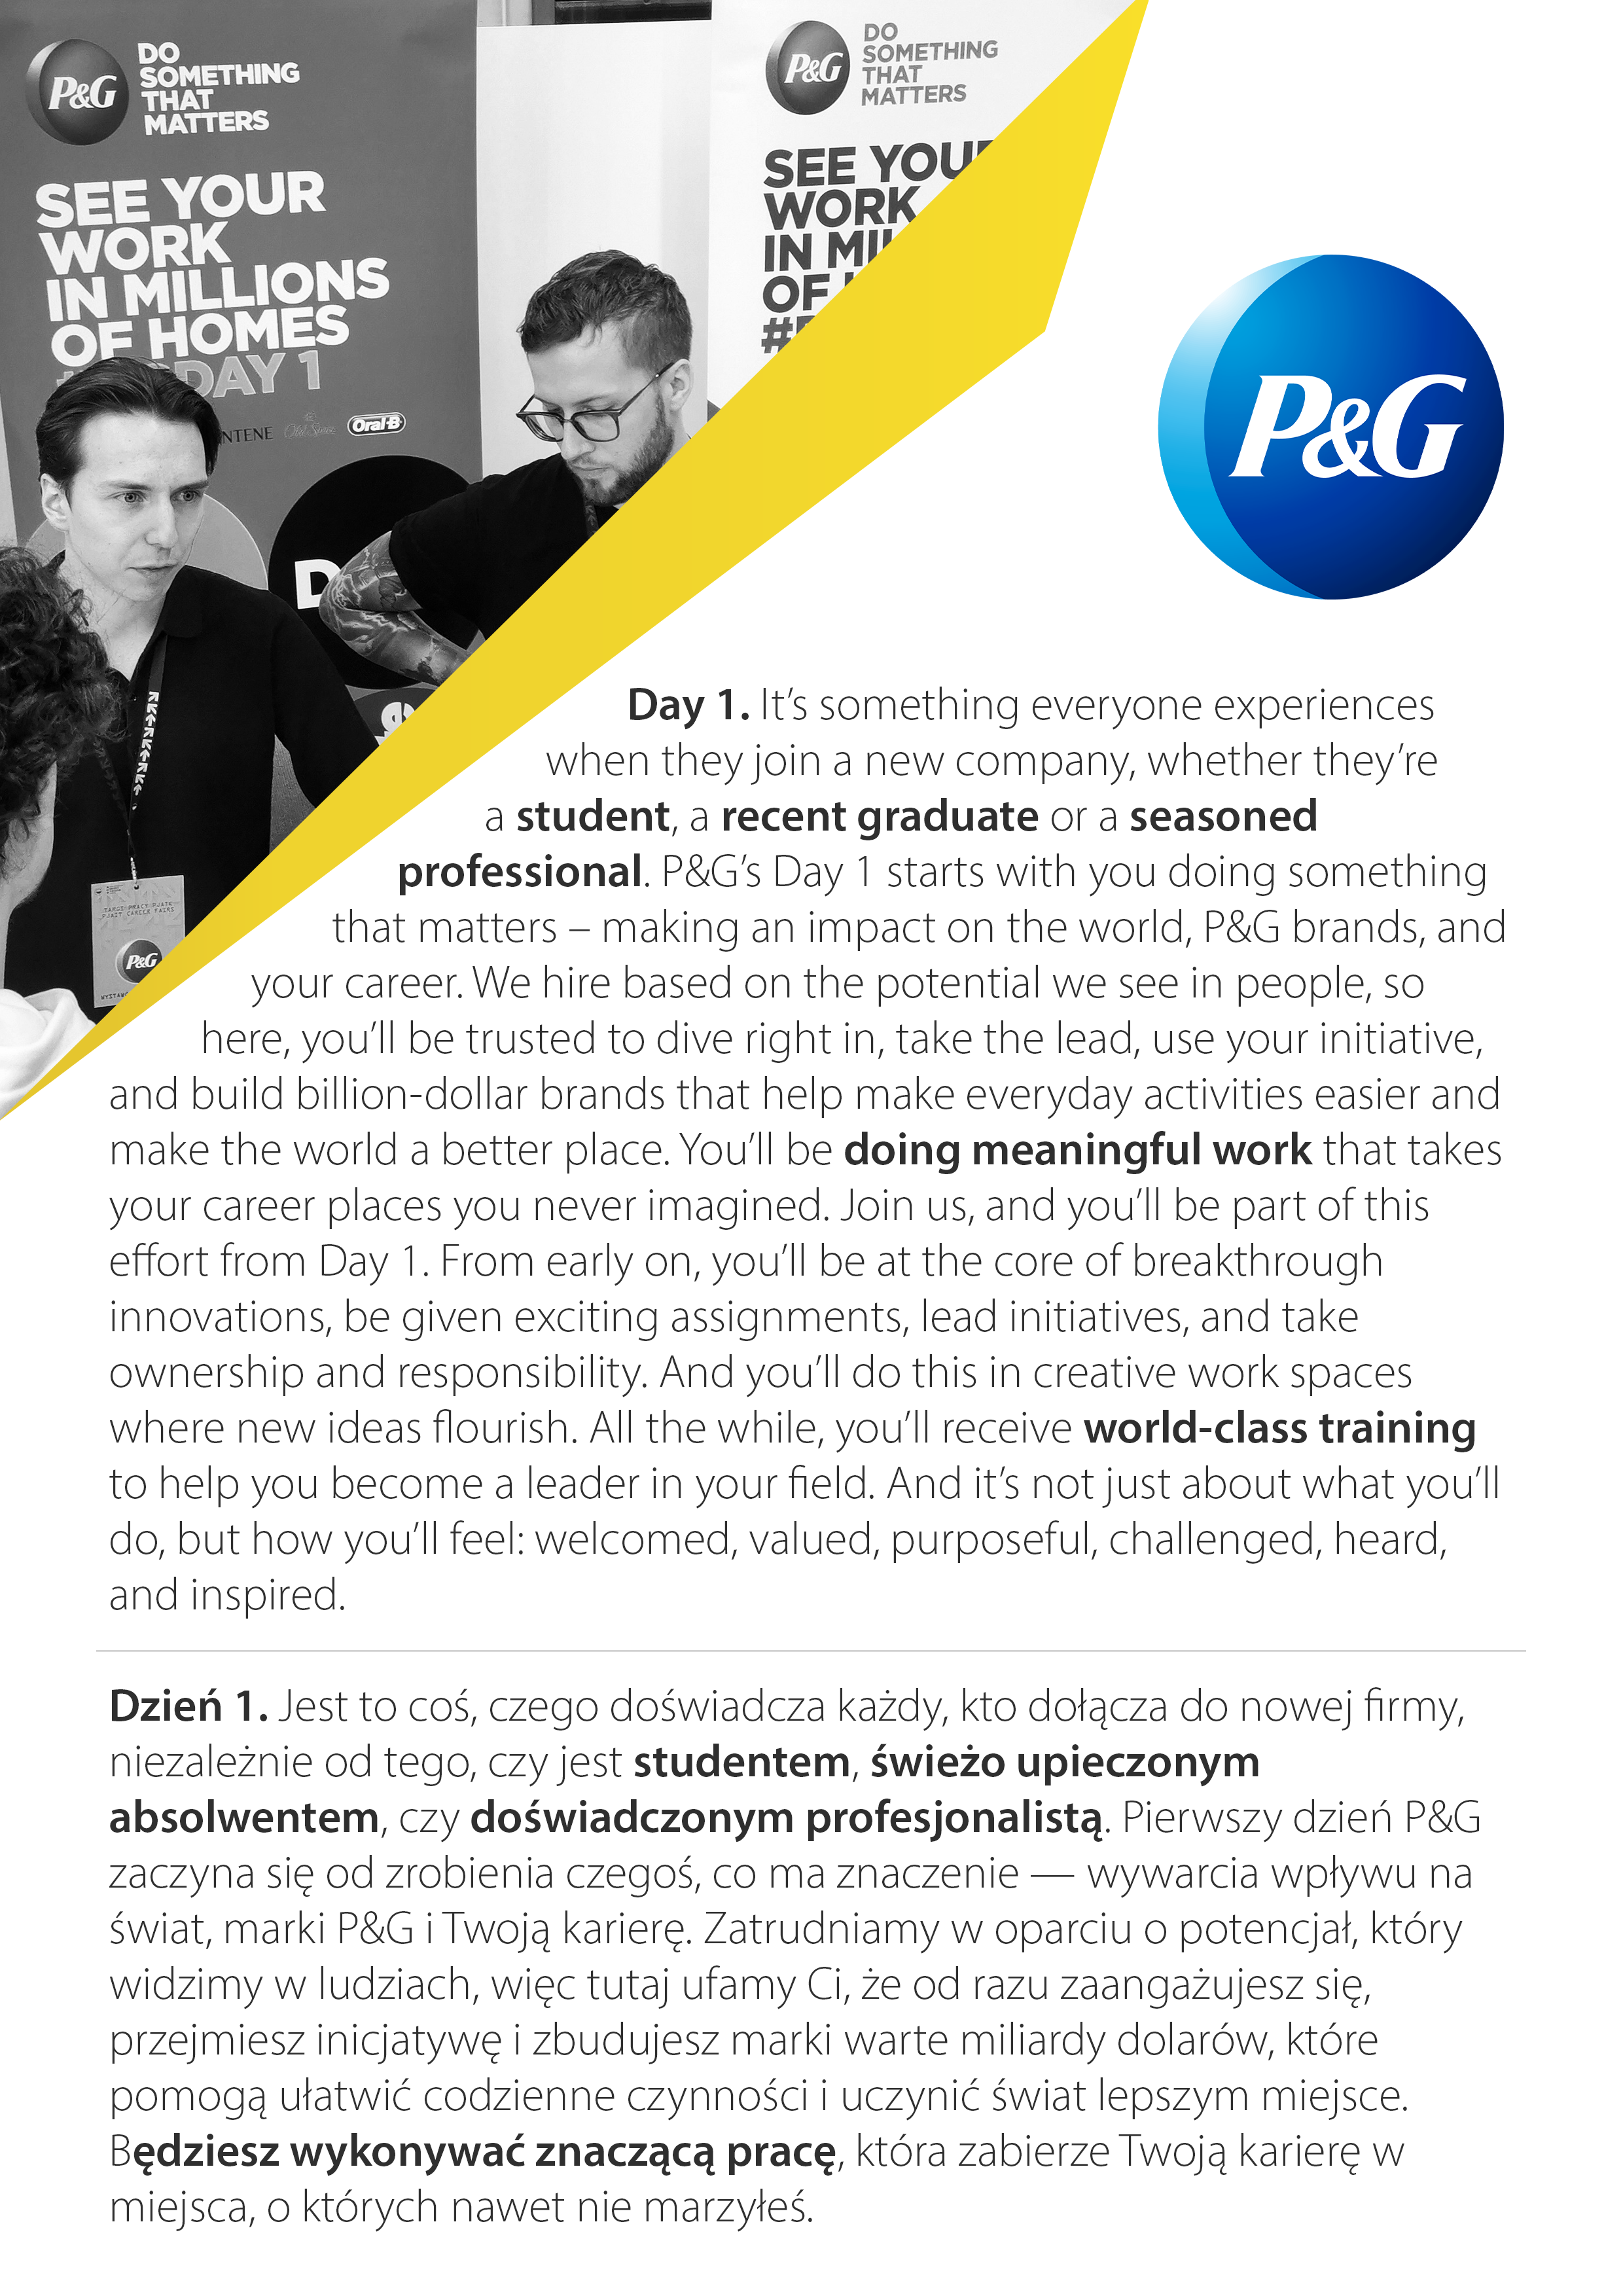 P&G
DO
SOMETHING
THAT
MATTERS
SEE YOUR
WORK
IN MILLIONS
OF HOMES
DAY 1
Oral-B
P&G
DO
SOMETHING
THAT
MATTERS
SEE
WORK
IN
OF
P&G
TARGI PRACY PJATK
PJAIT CAREER FAIRS
P&G
Day 1. It’s something everyone experiences
when they join a new company, whether they’re
a student, a recent graduate or a seasoned
professional. P&G’s Day 1 starts with you doing something
that matters – making an impact on the world, P&G brands, and
your career. We hire based on the potential we see in people, so
here, you’ll be trusted to dive right in, take the lead, use your initiative,
and build billion-dollar brands that help make everyday activities easier and
make the world a better place. You’ll be doing meaningful work that takes
your career places you never imagined. Join us, and you’ll be part of this
effort from Day 1. From early on, you’ll be at the core of breakthrough
innovations, be given exciting assignments, lead initiatives, and take
ownership and responsibility. And you’ll do this in creative work spaces
where new ideas flourish. All the while, you’ll receive world-class training
to help you become a leader in your field. And it’s not just about what you’ll
do, but how you’ll feel: welcomed, valued, purposeful, challenged, heard,
and inspired.
Dzień 1. Jest to coś, czego doświadcza każdy, kto dołącza do nowej firmy,
niezależnie od tego, czy jest studentem, świeżo upieczonym
absolwentem, czy doświadczonym profesjonalistą. Pierwszy dzień P&G
zaczyna się od zrobienia czegoś, co ma znaczenie — wywarcia wpływu na
świat, marki P&G i Twoją karierę. Zatrudniamy w oparciu o potencjał, który
widzimy w ludziach, więc tutaj ufamy Ci, że od razu zaangażujesz się,
przejmiesz inicjatywę i zbudujesz marki warte miliardy dolarów, które
pomogą ułatwić codzienne czynności i uczynić świat lepszym miejsce.
Będziesz wykonywać znaczącą pracę, która zabierze Twoją karierę w
miejsca, o których nawet nie marzyłeś.